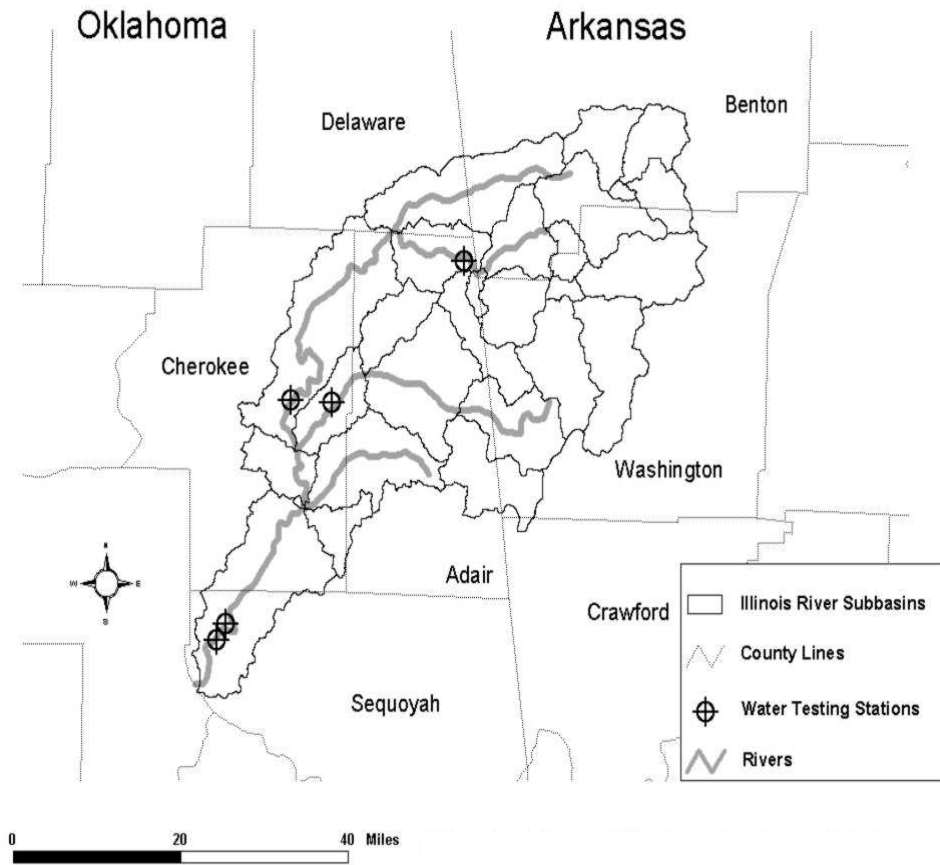 Oklahoma
Arkansas
Delaware
Benton
Cherokee
Washington
N
W E
S
Adair
Crawford
Sequoyah
Illinois River Subbasins
County Lines
Water Testing Stations
Rivers
0 20 40 Miles